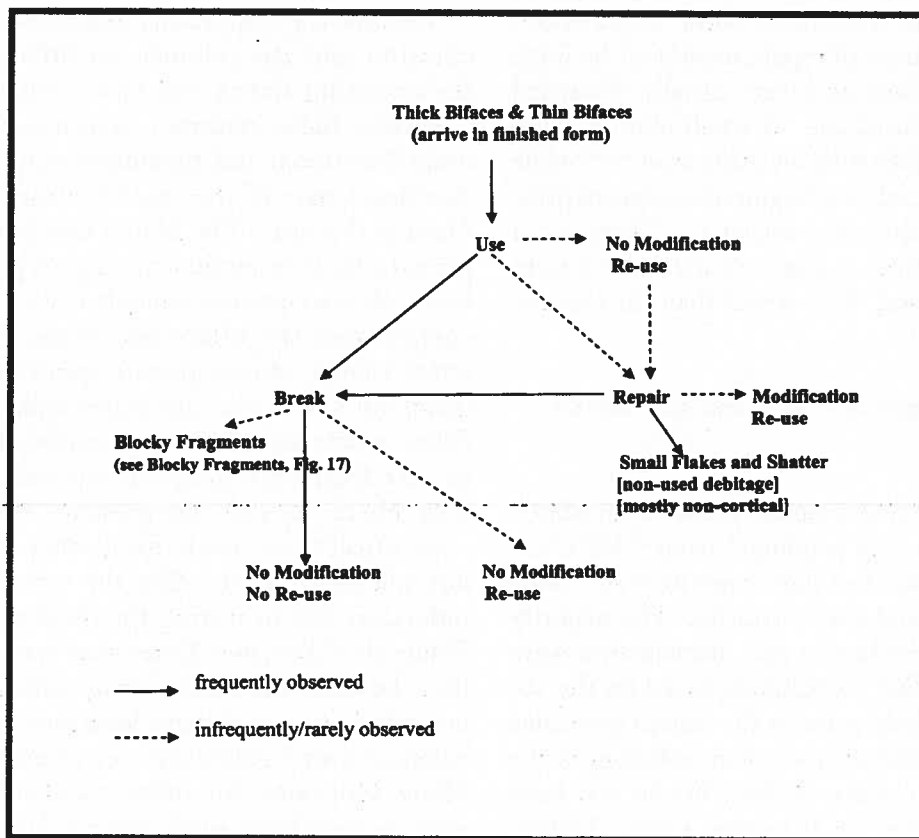 Thick Bifaces & Thin Bifaces
(arrive in finished form)
Use
No Modification
Re-use
Break
Repair
Modification
Re-use
Blocky Fragments
(see Blocky Fragments, Fig. 17)
Small Flakes and Shatter
[non-used debitage]
[mostly non-cortical]
No Modification
No Re-use
No Modification
Re-use
frequently observed
infrequently/rarely observed